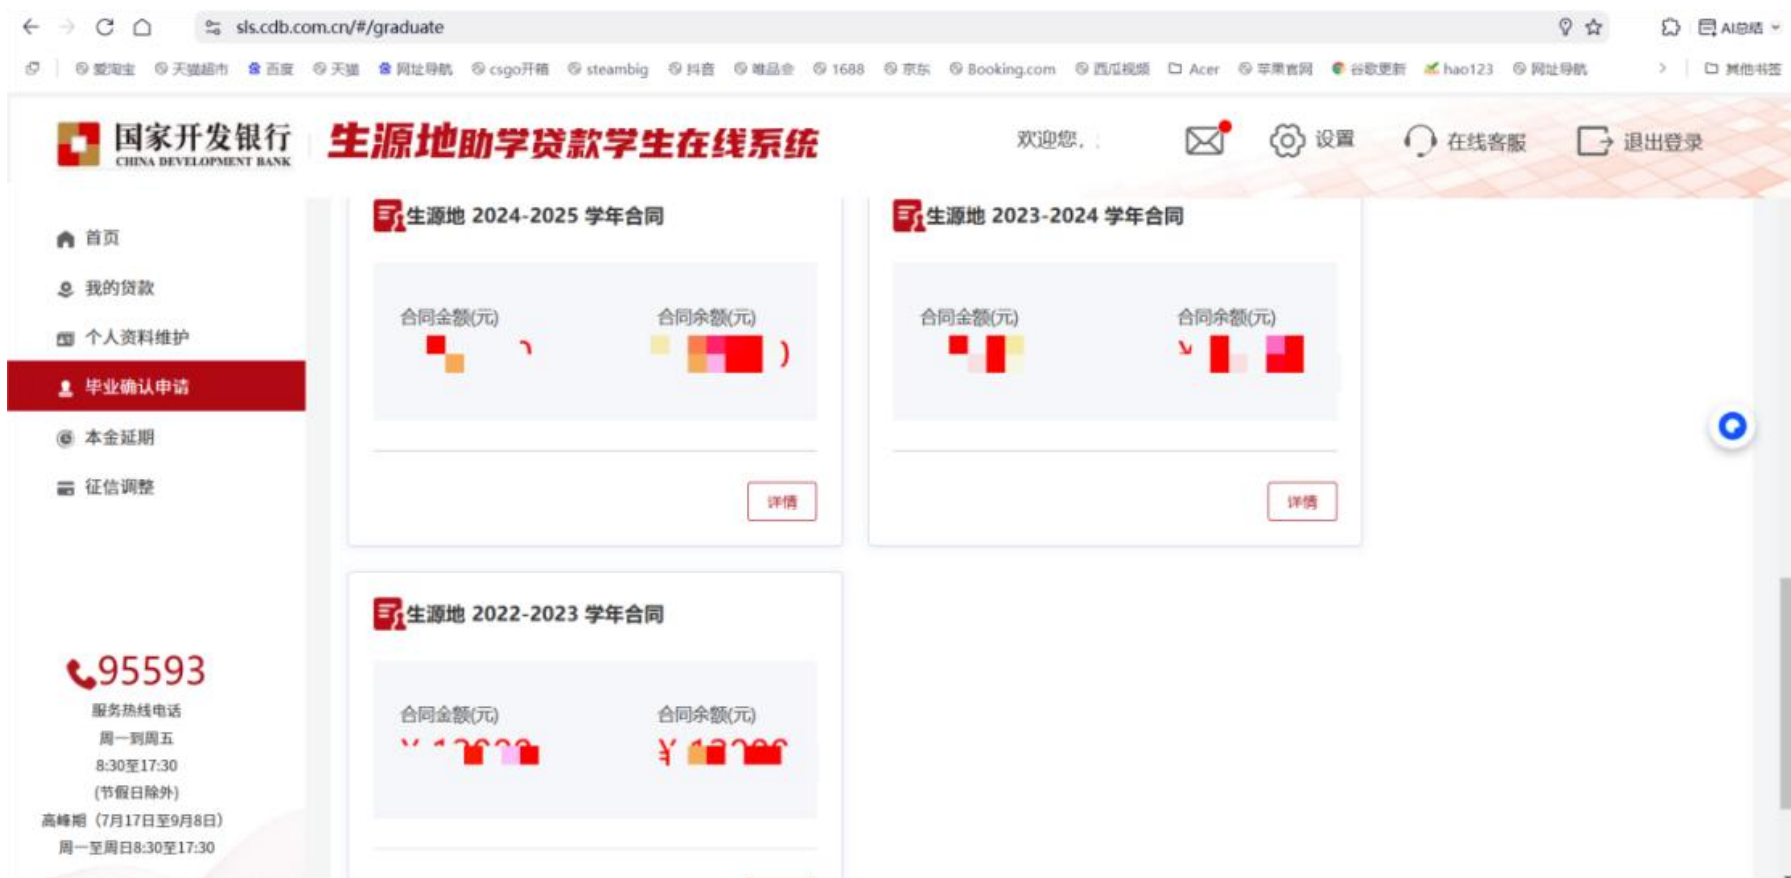 sls.cdb.com.cn/#/graduate
AI总结
爱淘宝 天猫超市 百度 天猫 网址导航 csgo开箱 steambig 抖音 唯品会 1688 京东 Booking.com 西瓜视频 Acer 苹果官网 谷歌更新 hao123 网址导航 其他书签
国家开发银行
CHINA DEVELOPMENT BANK
生源地助学贷款学生在线系统
欢迎您,
设置
在线客服
退出登录
首页
我的贷款
个人资料维护
毕业确认申请
本金延期
征信调整
95593
服务热线电话
周一到周五
8:30至17:30
(节假日除外)
高峰期（7月17日至9月8日）
周一至周日8:30至17:30
生源地 2024-2025 学年合同
合同金额(元) 合同余额(元)
详情
生源地 2023-2024 学年合同
合同金额(元) 合同余额(元)
详情
生源地 2022-2023 学年合同
合同金额(元) 合同余额(元)